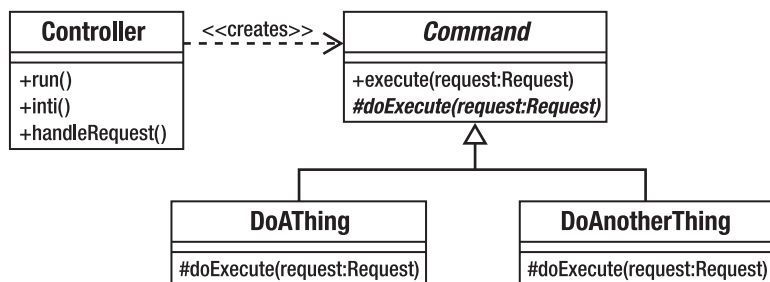 Controller
+run()
+inti()
+handleRequest()
<<creates>>
Command
+execute(request:Request)
#doExecute(request:Request)
DoAThing
#doExecute(request:Request)
DoAnotherThing
#doExecute(request:Request)